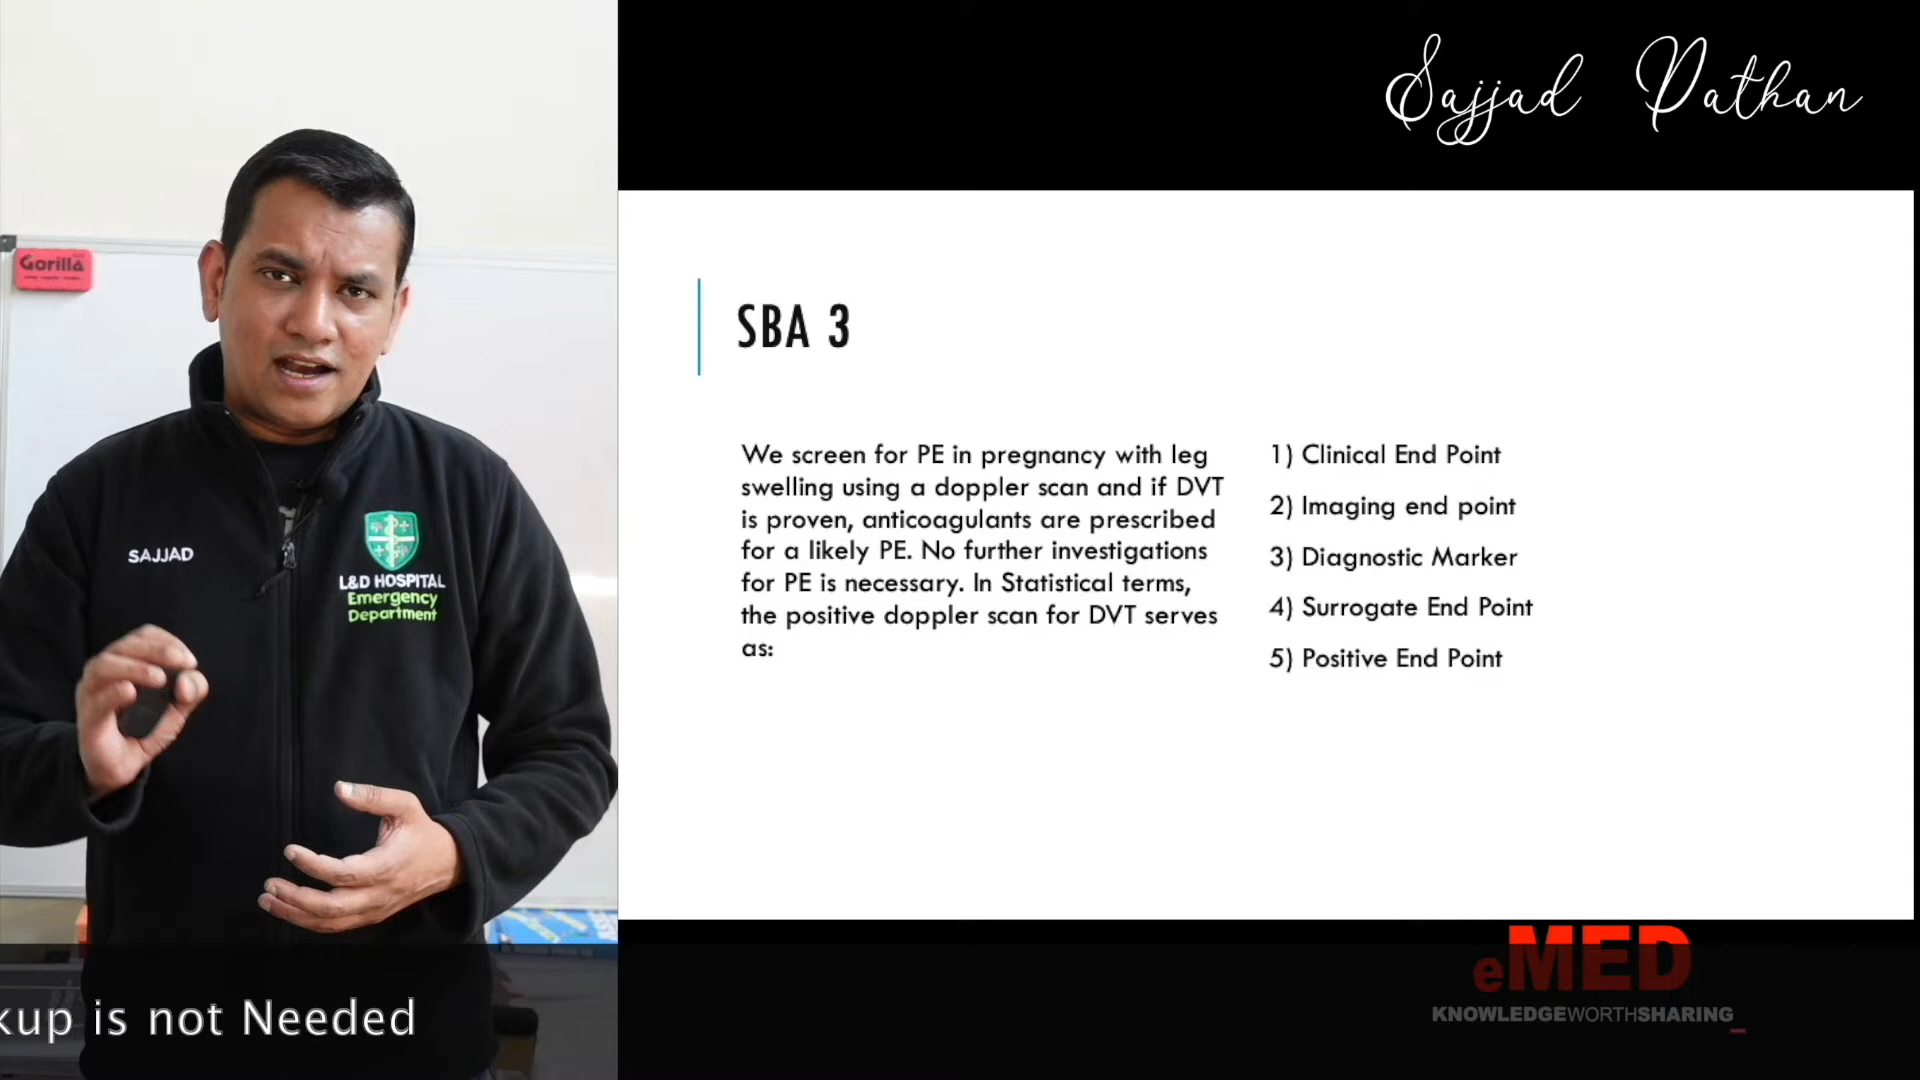 Sajjad Pathan
Gorilla
SBA 3
We screen for PE in pregnancy with leg
swelling using a doppler scan and if DVT
is proven, anticoagulants are prescribed
for a likely PE. No further investigations
for PE is necessary. In Statistical terms,
the positive doppler scan for DVT serves
as:
1) Clinical End Point
2) Imaging end point
3) Diagnostic Marker
4) Surrogate End Point
5) Positive End Point
SAJJAD
L&D HOSPITAL
Emergency
Department
eMED
KNOWLEDGEWORTHSHARING_
kup is not Needed